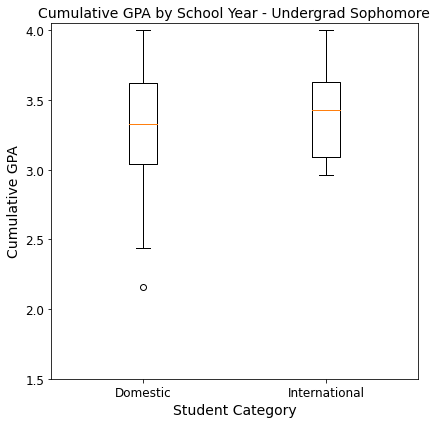 Cumulative GPA by School Year - Undergrad Sophomore
4.0
3.5
3.0
2.5
2.0
1.5
Cumulative GPA
Domestic
International
Student Category